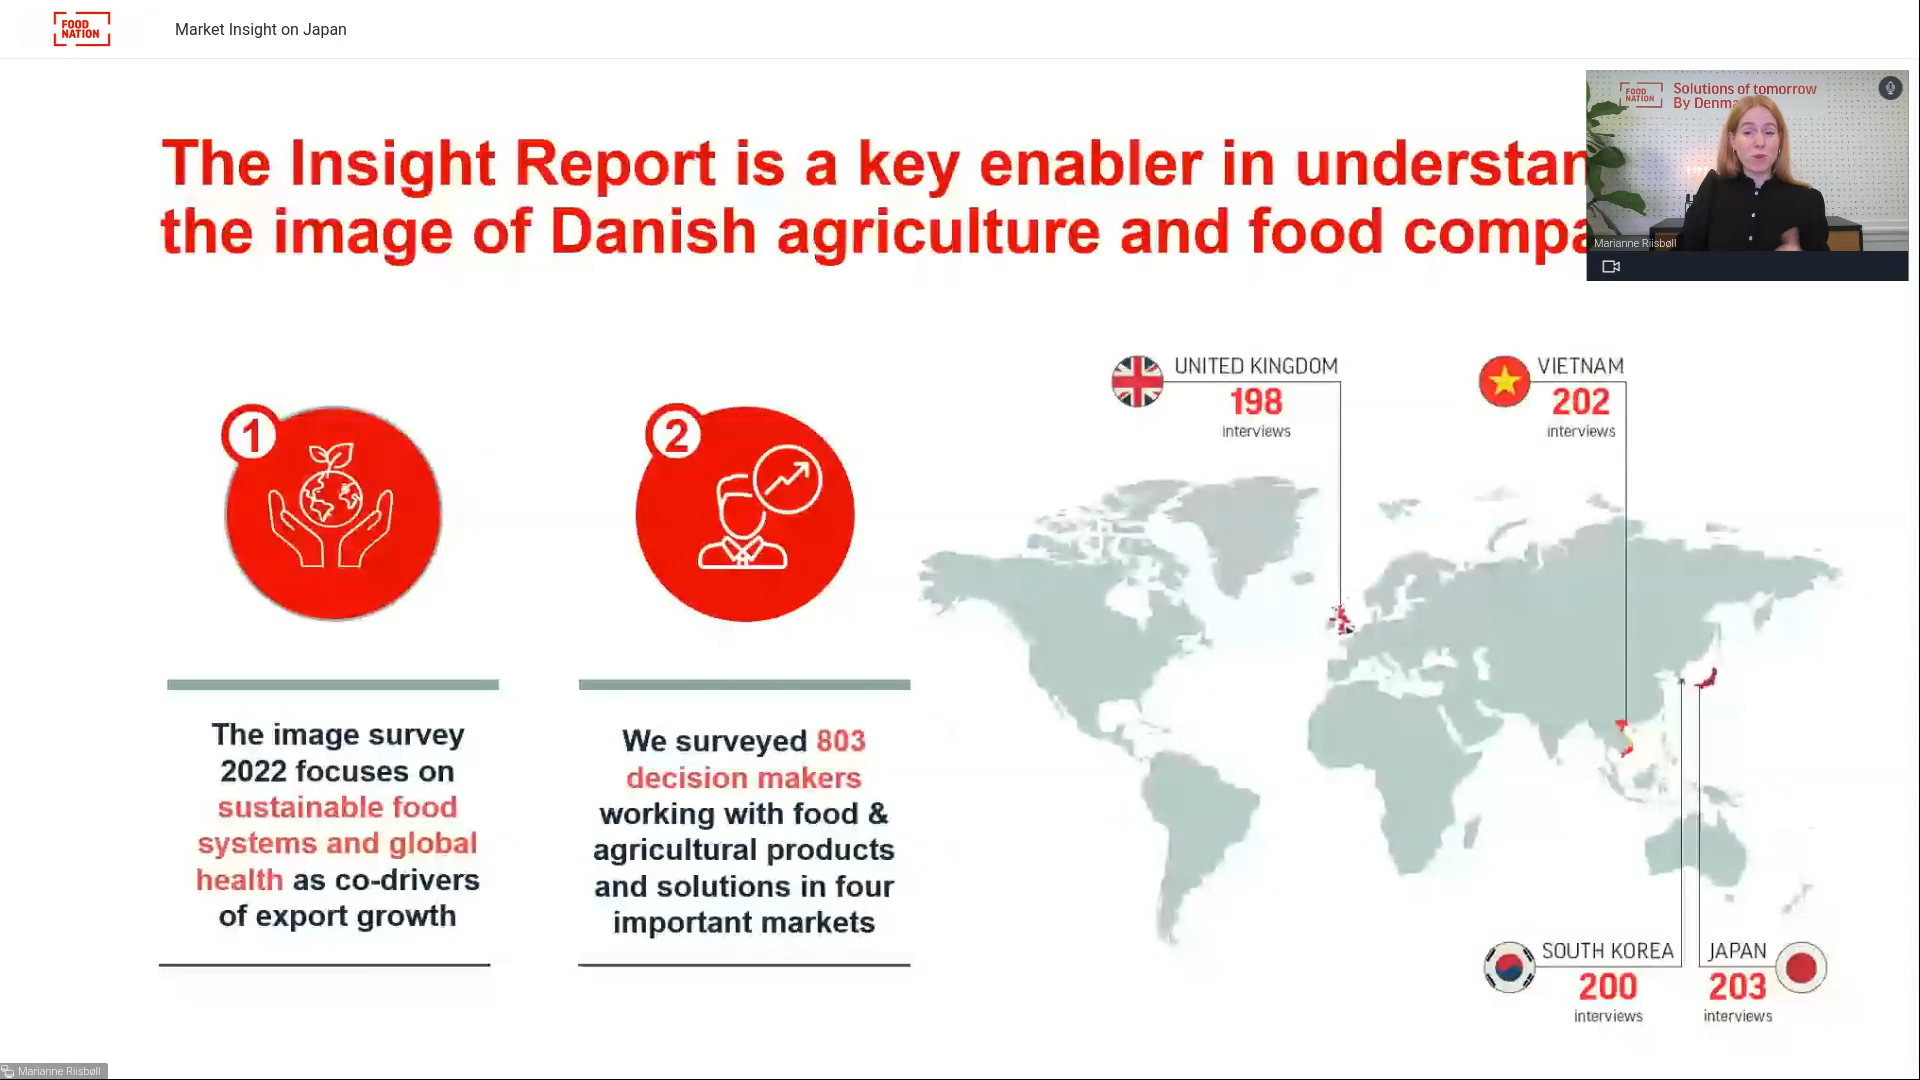 FOOD
NATION
Market Insight on Japan
FOOD
NATION
Solutions of tomorrow
By Denma
Marianne Riisbøll
The Insight Report is a key enabler in understan
the image of Danish agriculture and food compa
UNITED KINGDOM
198
interviews
VIETNAM
202
interviews
1
2
The image survey
2022 focuses on
sustainable food
systems and global
health as co-drivers
of export growth
We surveyed 803
decision makers
working with food &
agricultural products
and solutions in four
important markets
SOUTH KOREA
200
interviews
JAPAN
203
interviews
Marianne Riisbøll